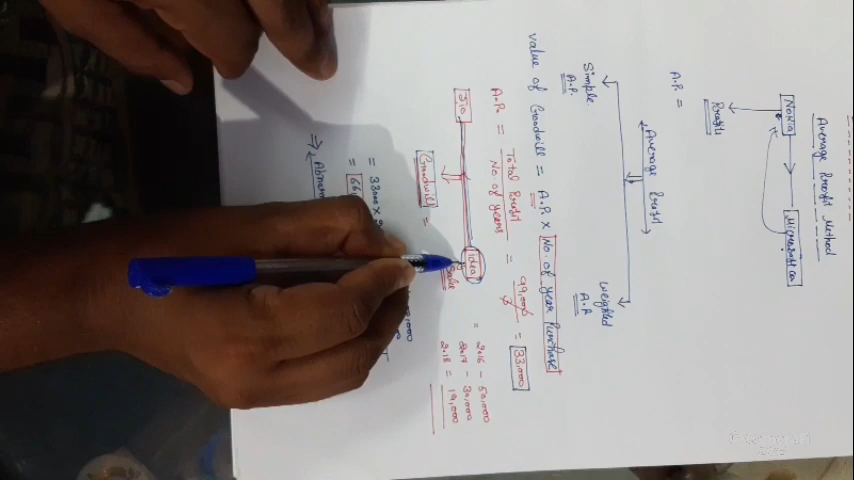 Average Profit Method
Nokia
Microsoft co
Profits
A.P. =
Average Profit
Simple
A.P.
weighted
A.P
value of Goodwill = A.P. X No. of year Purchase
A.P. = Total Profit / No. of years = 99,000 / 3 = 33,000
Jio
idea
2016 - 50,000
2017 - 30,000
2018 = 19,000
Goodwill =
= 33000 X
= 66
⇒